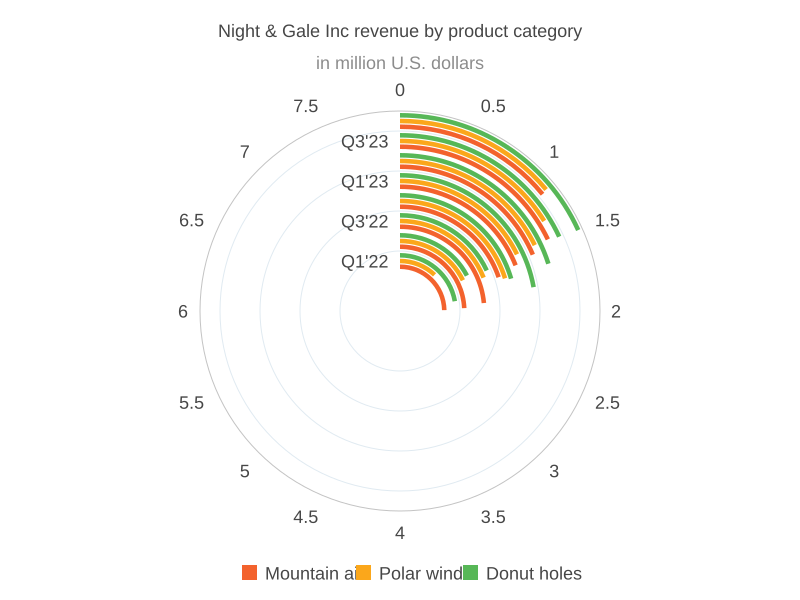 Night & Gale Inc revenue by product category
in million U.S. dollars
0
7.5
0.5
7
1
6.5
1.5
6
2
5.5
2.5
5
3
4.5
3.5
4
Q3'23
Q1'23
Q3'22
Q1'22
Mountain ai Polar wind Donut holes